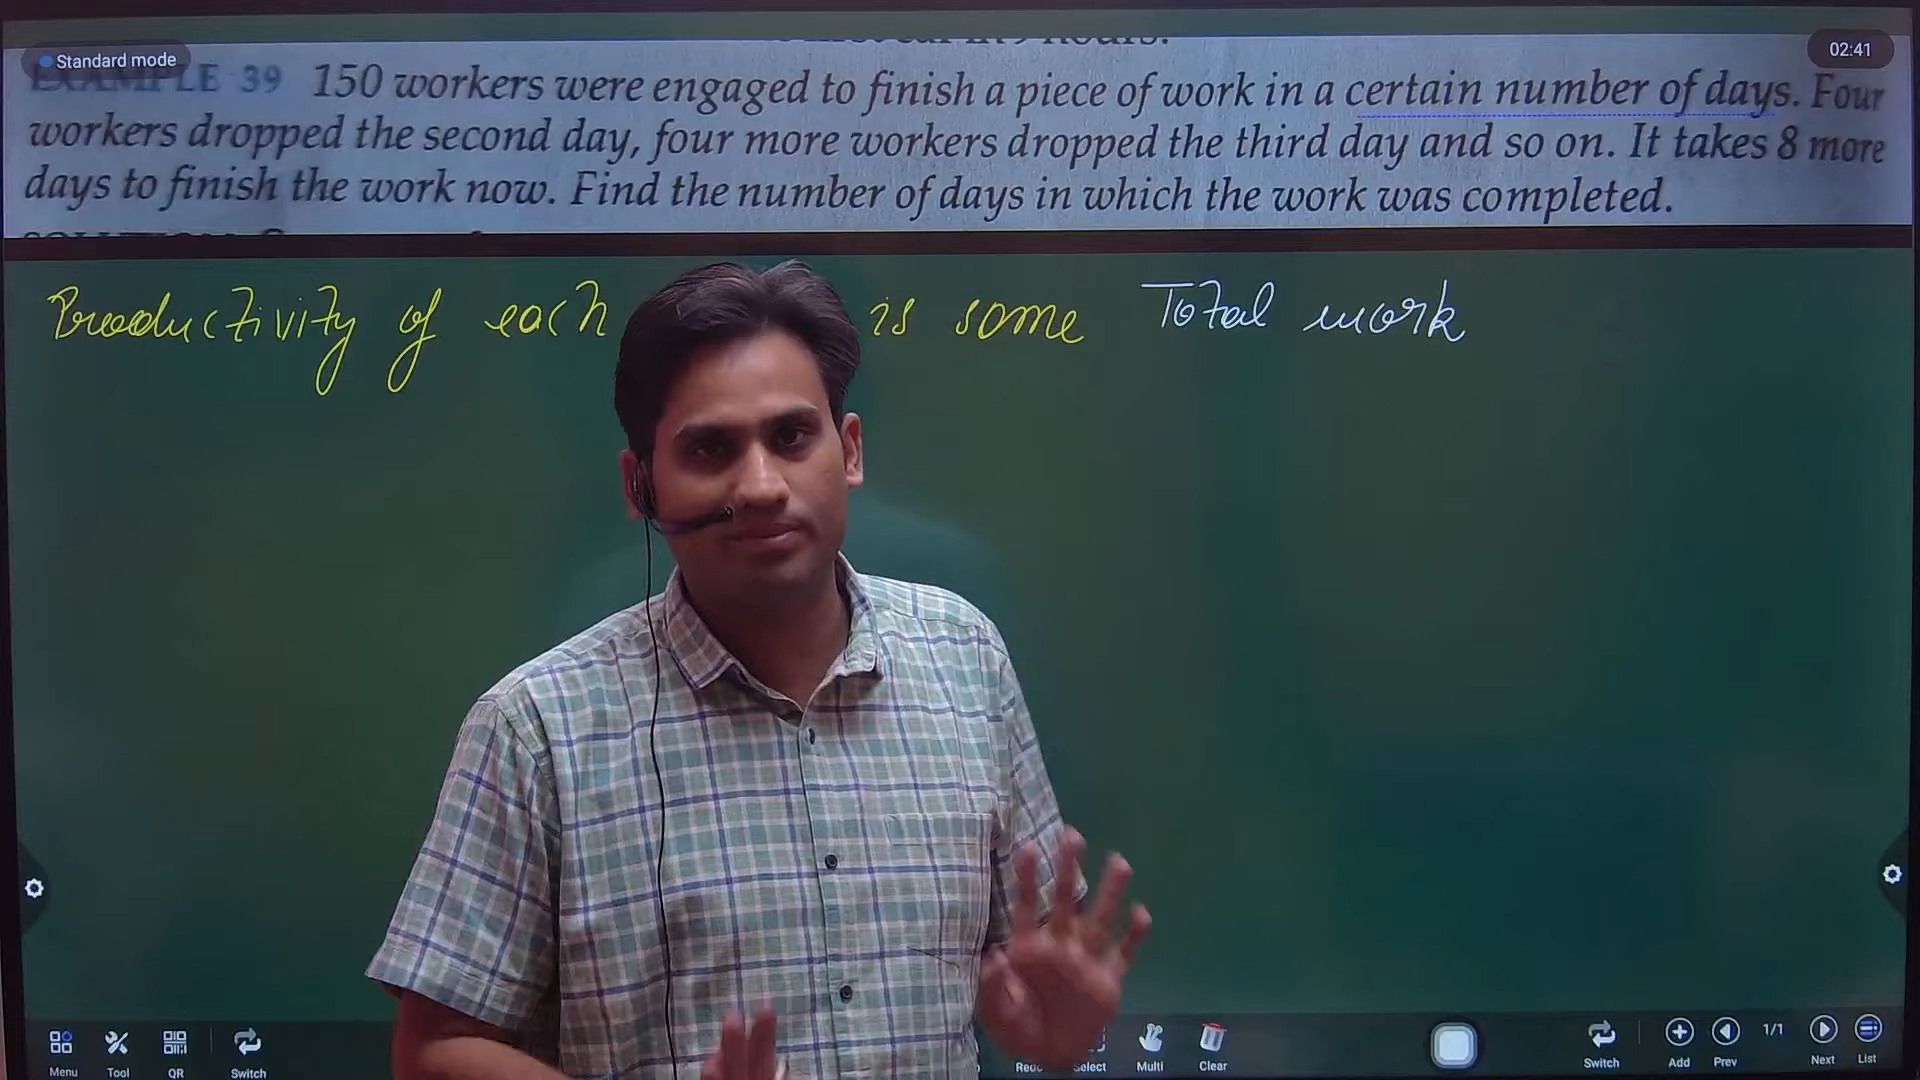 Standard mode
02:41
EXAMPLE 39 150 workers were engaged to finish a piece of work in a certain number of days. Four
workers dropped the second day, four more workers dropped the third day and so on. It takes 8 more
days to finish the work now. Find the number of days in which the work was completed.
Productivity of each is some Total work
Menu Tool QR Switch Select Multi Clear Switch Add Prev 1/1 Next List